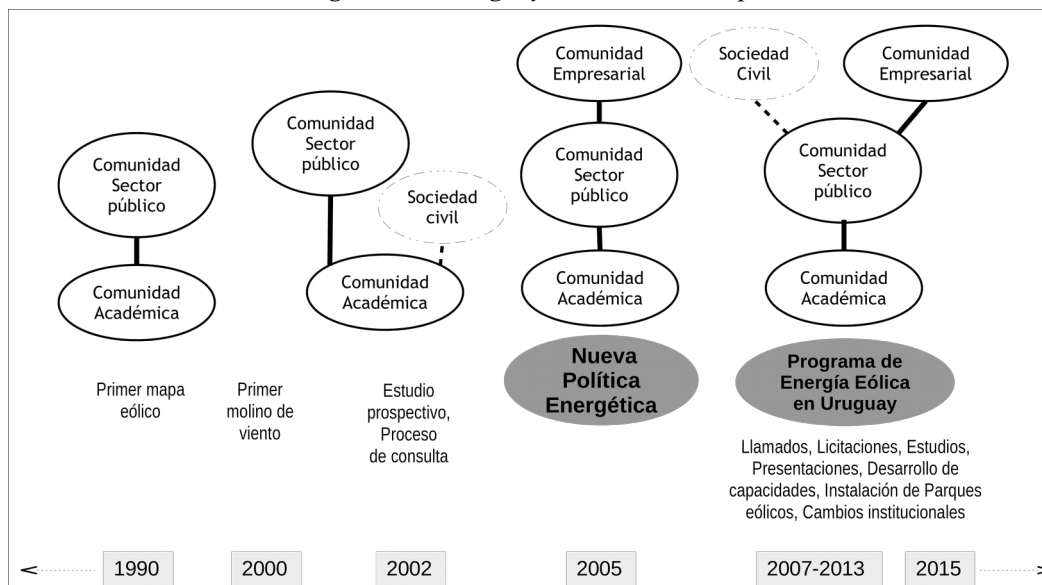 Comunidad
Sector
público
Comunidad
Académica
Primer mapa
eólico
1990
Primer
molino de
viento
2000
Comunidad
Sector
público
Sociedad
civil
Comunidad
Académica
Estudio
prospectivo,
Proceso
de consulta
2002
Comunidad
Empresarial
Comunidad
Sector
público
Comunidad
Académica
Nueva
Política
Energética
2005
Sociedad
Civil
Comunidad
Empresarial
Comunidad
Sector
público
Comunidad
Académica
Programa de
Energía Eólica
en Uruguay
Llamados, Licitaciones, Estudios,
Presentaciones, Desarrollo de
capacidades, Instalación de Parques
eólicos, Cambios institucionales
2007-2013
2015